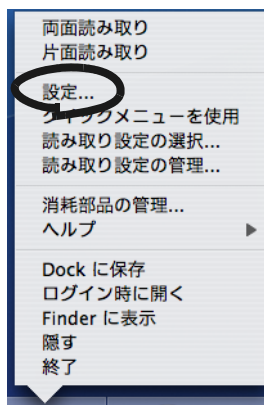 両面読み取り
片面読み取り
設定...
クイックメニューを使用
読み取り設定の選択...
読み取り設定の管理...
消耗部品の管理...
ヘルプ
Dock に保存
ログイン時に開く
Finder に表示
隠す
終了